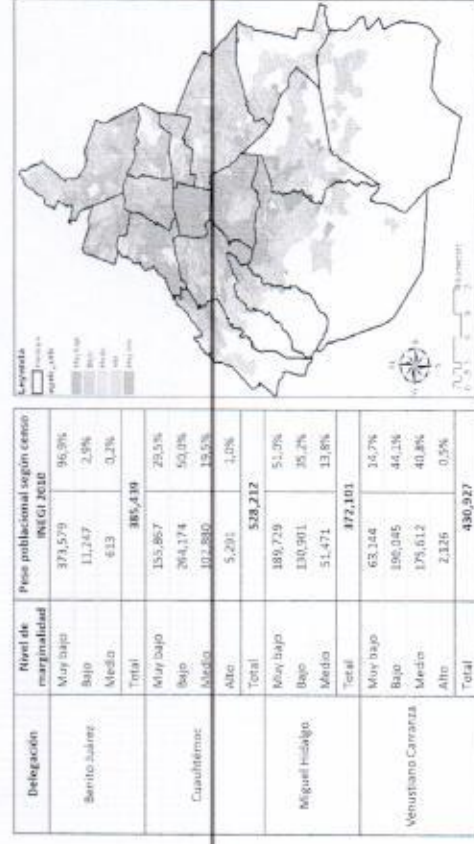 Delegación Nivel de marginalidad Peso poblacional según censo INEGI 2010
Benito Juárez
Muy bajo 373,579 96,9%
Bajo 11,247 2,9%
Medio 613 0,2%
Total 385,439
Cuauhtémoc
Muy bajo 155,867 29,5%
Bajo 264,174 50,0%
Medio 102,880 19,5%
Alto 5,291 1,0%
Total 528,212
Miguel Hidalgo
Muy bajo 189,729 51,0%
Bajo 130,901 35,2%
Medio 51,471 13,8%
Total 372,101
Venustiano Carranza
Muy bajo 63,144 14,7%
Bajo 190,045 44,1%
Medio 175,612 40,8%
Alto 2,126 0,5%
Total 430,927
Leyenda